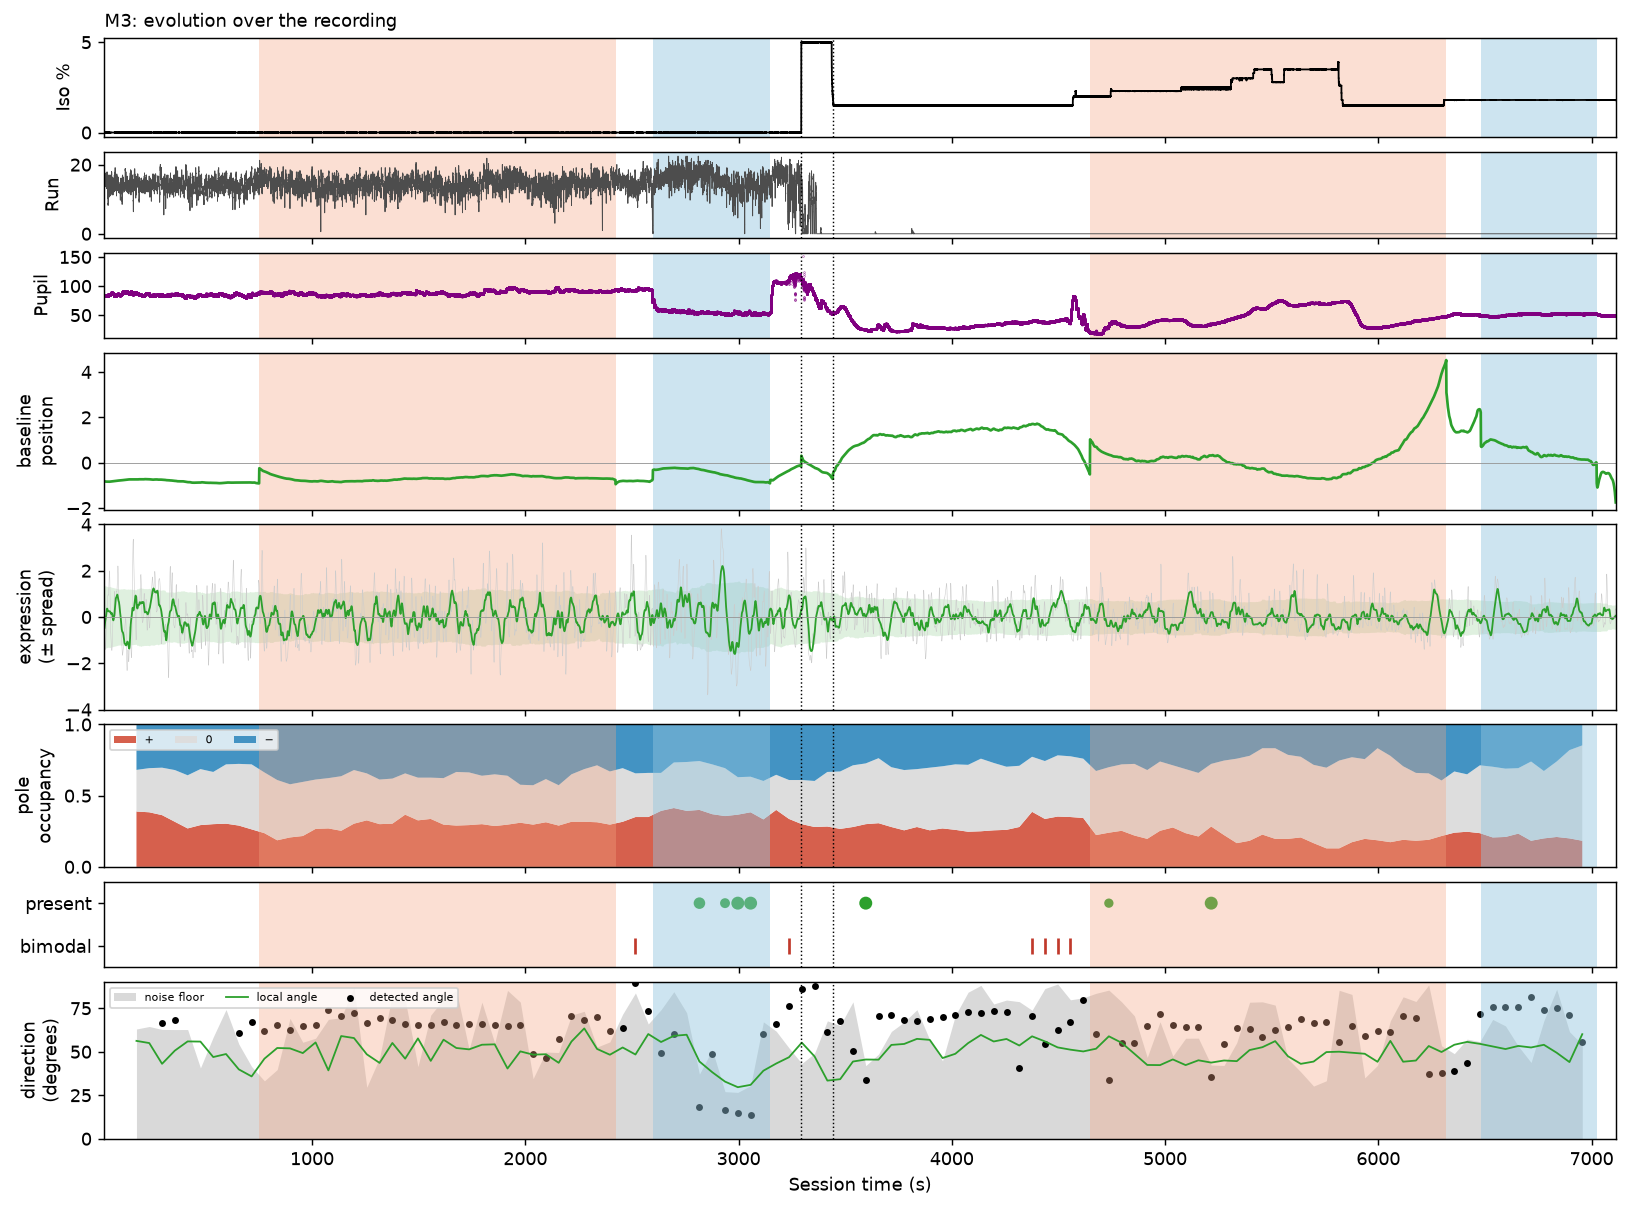 M3: evolution over the recording
Iso %
5
0
Run
20
0
Pupil
150
100
50
baseline
position
4
2
0
−2
expression
(± spread)
4
2
0
−2
−4
pole
occupancy
1.0
0.5
0.0
+ 0 −
present
bimodal
direction
(degrees)
75
50
25
0
noise floor local angle detected angle
1000 2000 3000 4000 5000 6000 7000
Session time (s)